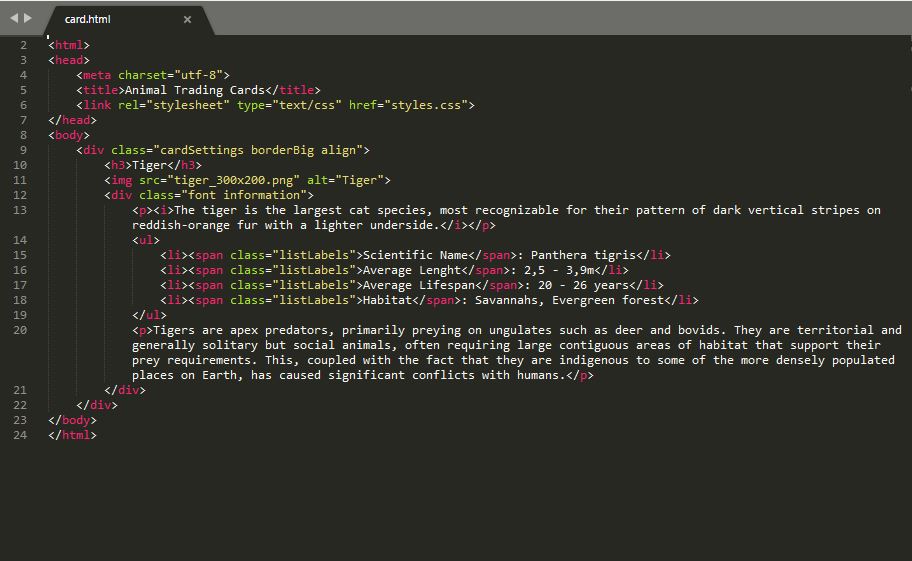 card.html ×
2 <html>
3 <head>
4 <meta charset="utf-8">
5 <title>Animal Trading Cards</title>
6 <link rel="stylesheet" type="text/css" href="styles.css">
7 </head>
8 <body>
9 <div class="cardSettings borderBig align">
10 <h3>Tiger</h3>
11 <img src="tiger_300x200.png" alt="Tiger">
12 <div class="font information">
13 <p><i>The tiger is the largest cat species, most recognizable for their pattern of dark vertical stripes on
reddish-orange fur with a lighter underside.</i></p>
14 <ul>
15 <li><span class="listLabels">Scientific Name</span>: Panthera tigris</li>
16 <li><span class="listLabels">Average Lenght</span>: 2,5 - 3,9m</li>
17 <li><span class="listLabels">Average Lifespan</span>: 20 - 26 years</li>
18 <li><span class="listLabels">Habitat</span>: Savannahs, Evergreen forest</li>
19 </ul>
20 <p>Tigers are apex predators, primarily preying on ungulates such as deer and bovids. They are territorial and
generally solitary but social animals, often requiring large contiguous areas of habitat that support their
prey requirements. This, coupled with the fact that they are indigenous to some of the more densely populated
places on Earth, has caused significant conflicts with humans.</p>
21 </div>
22 </div>
23 </body>
24 </html>